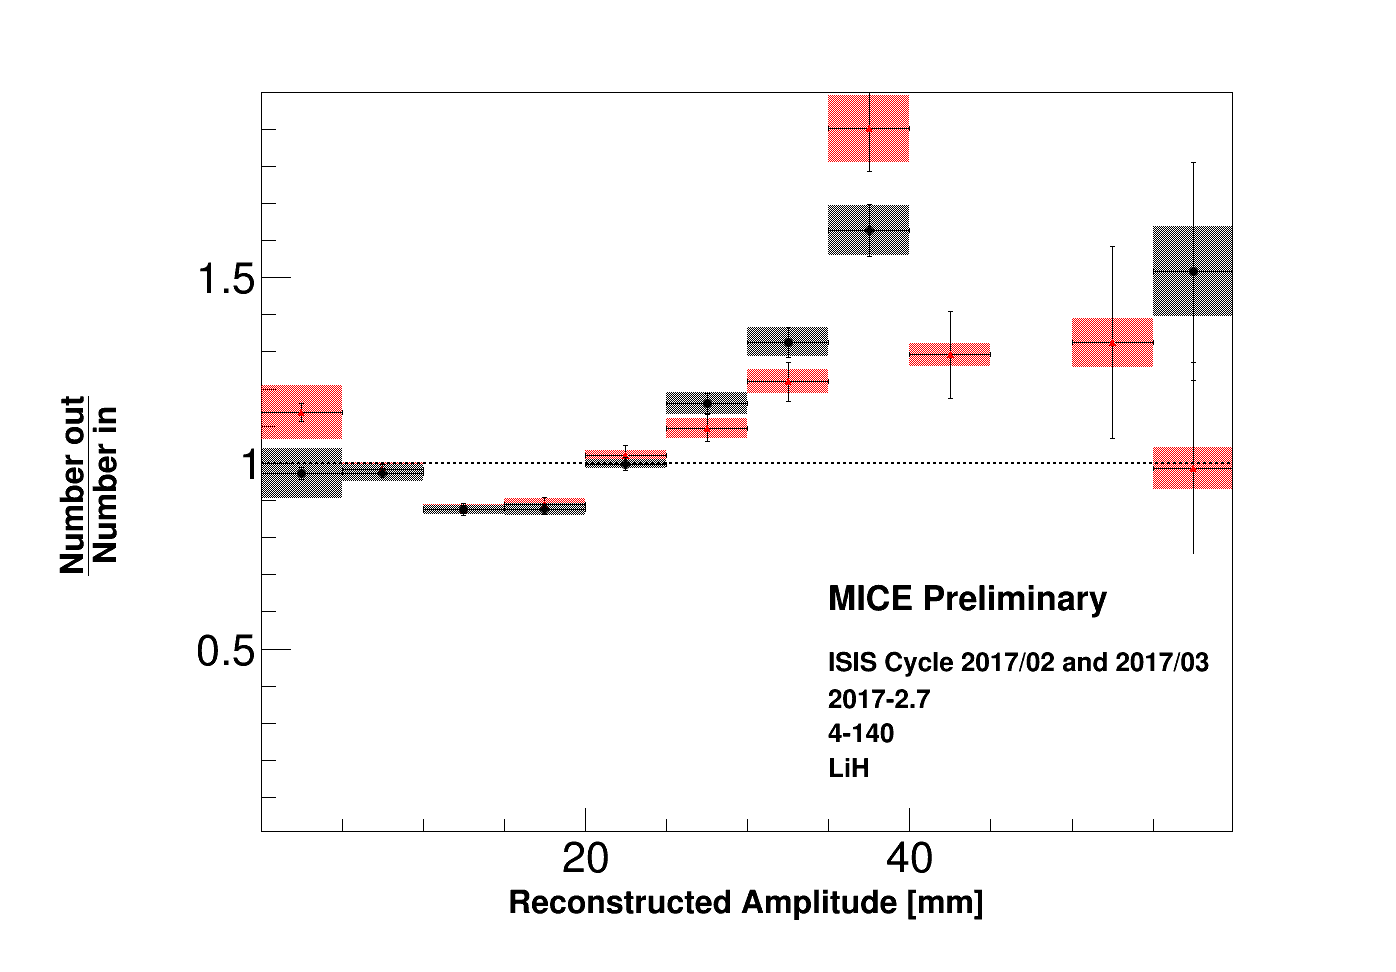 1.5
1
0.5
Number out
Number in
MICE Preliminary
ISIS Cycle 2017/02 and 2017/03
2017-2.7
4-140
LiH
20 40
Reconstructed Amplitude [mm]